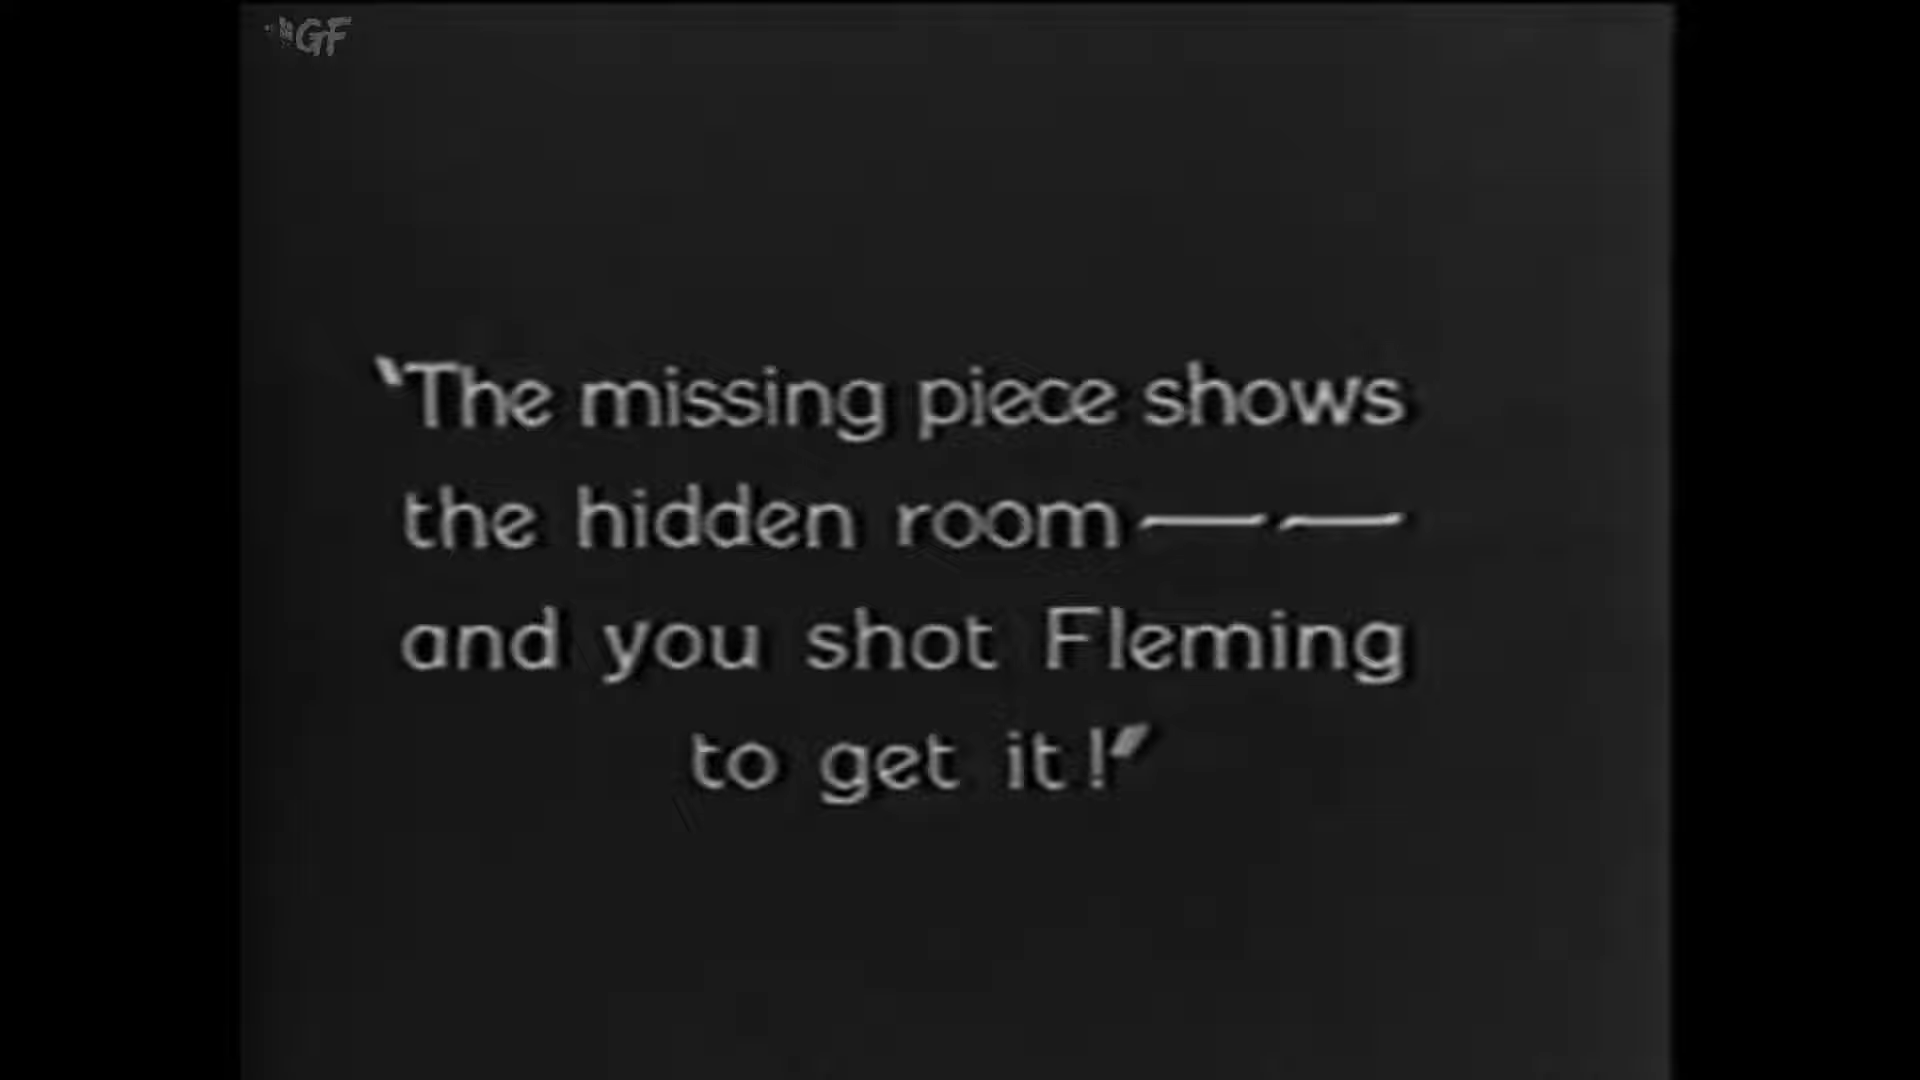 GF
"The missing piece shows
the hidden room — —
and you shot Fleming
to get it!"